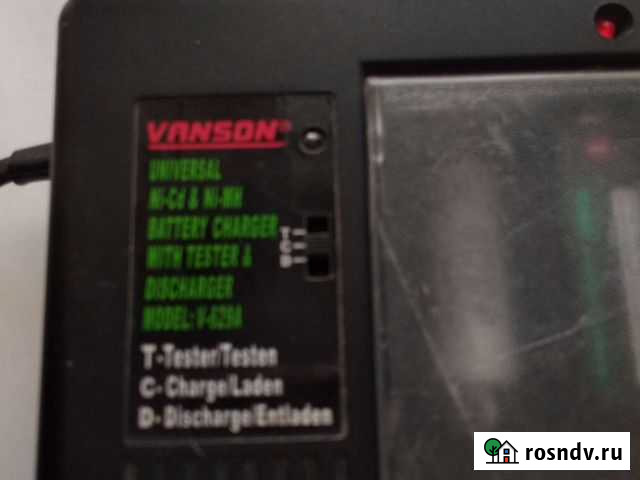 VANSON®
UNIVERSAL
Ni-Cd & Ni-MH
BATTERY CHARGER
WITH TESTER &
DISCHARGER
MODEL: V-629A
T
C
D
T-Tester/Testen
C-Charge/Laden
D-Discharge/Entladen
rosndv.ru